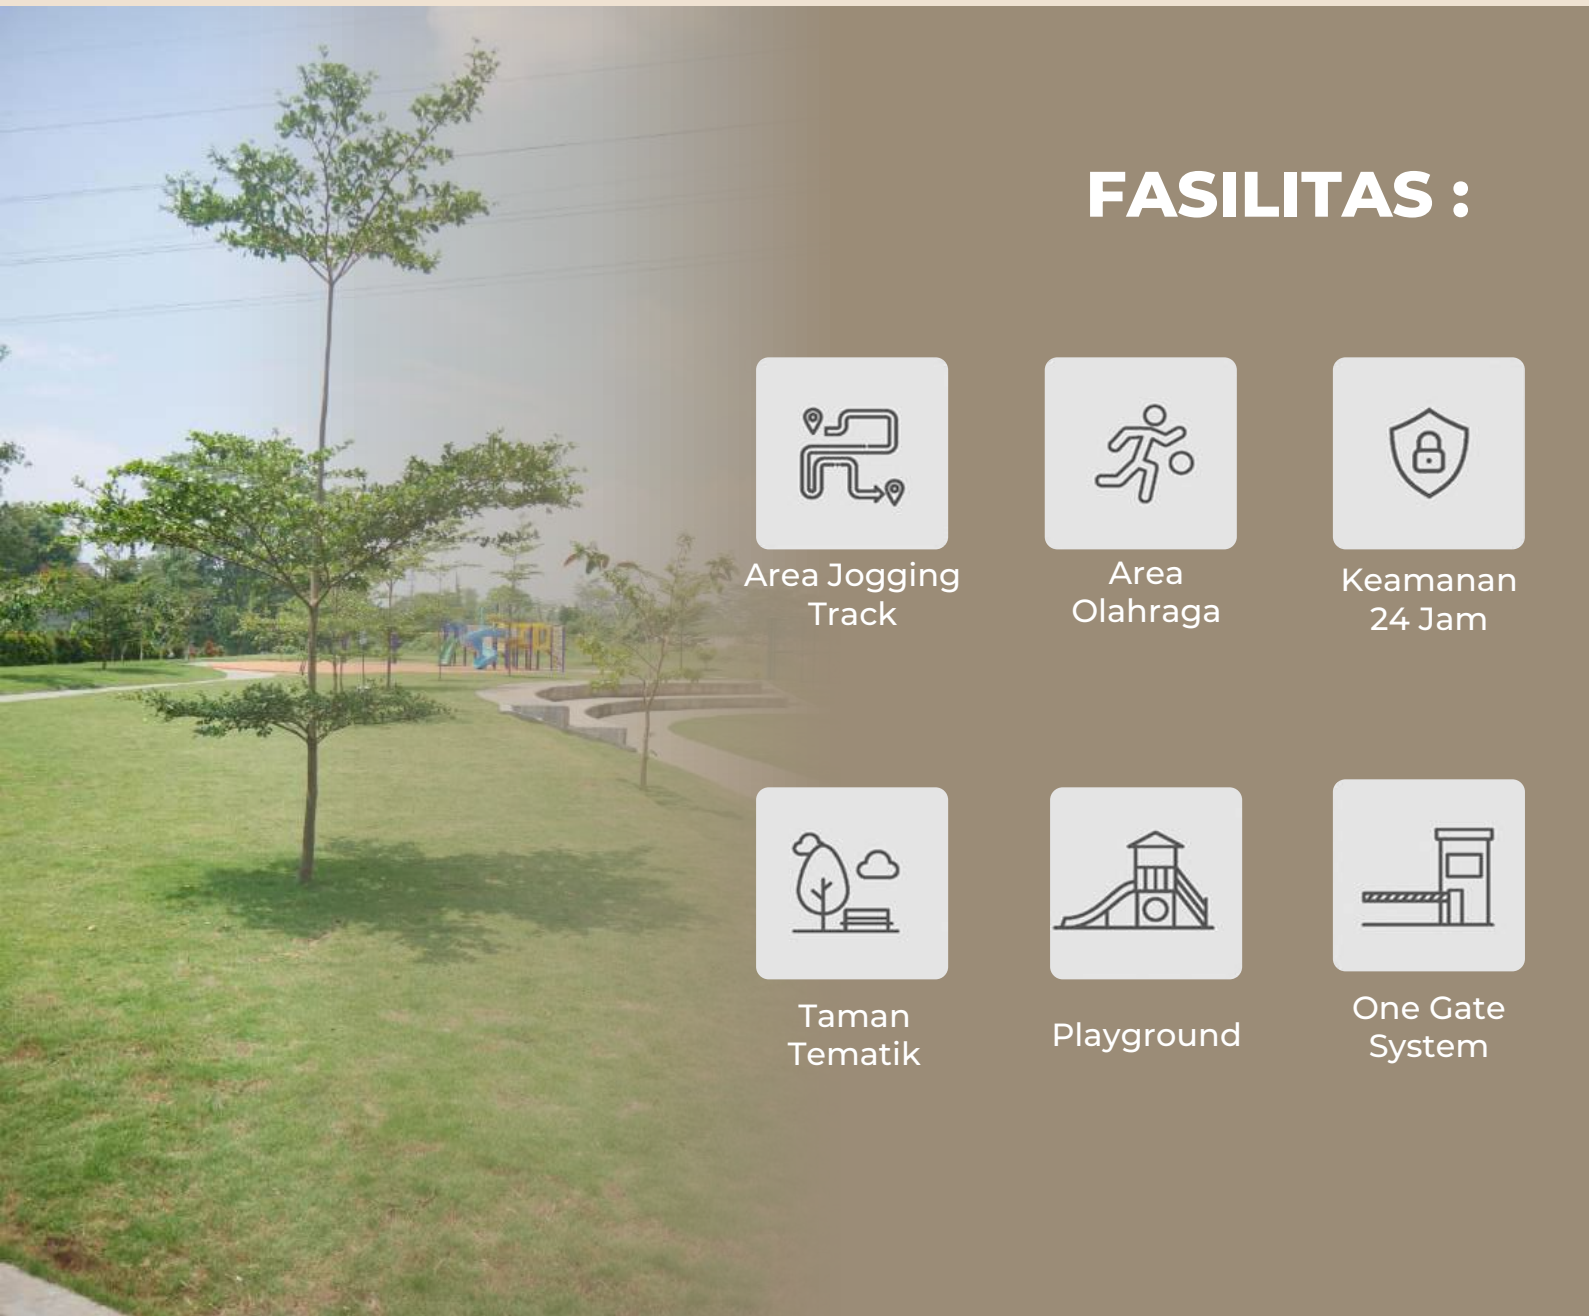 FASILITAS :
Area Jogging
Track
Area
Olahraga
Keamanan
24 Jam
Taman
Tematik
Playground
One Gate
System